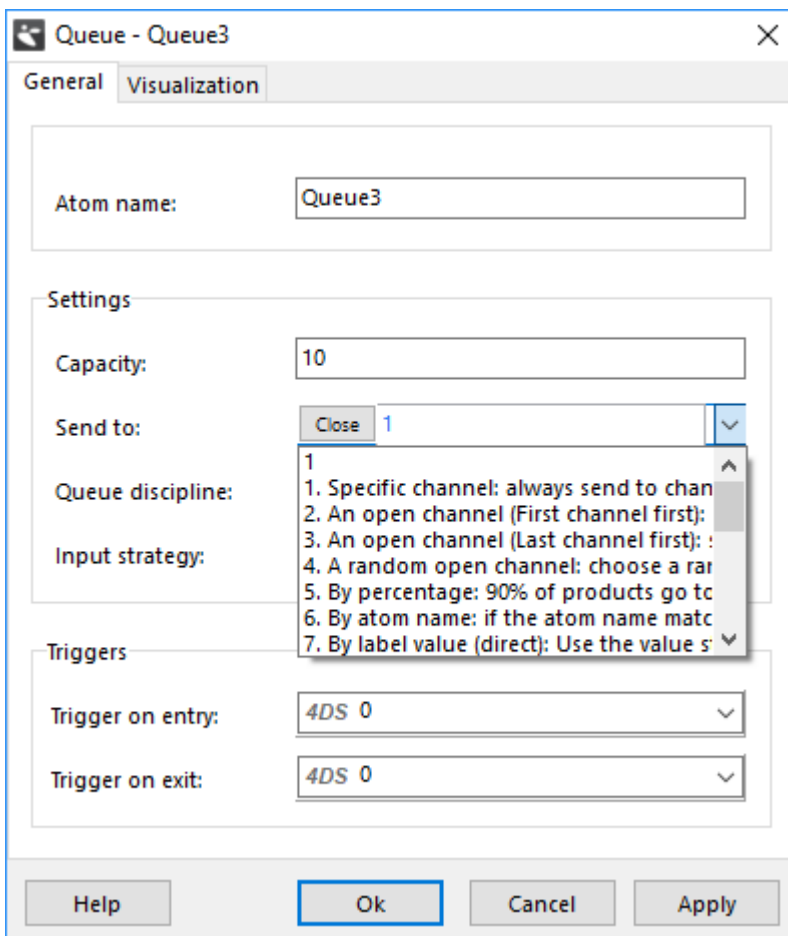 Queue - Queue3
General Visualization
Atom name: Queue3
Settings
Capacity: 10
Send to: Close 1
1
1. Specific channel: always send to chan
Queue discipline:
2. An open channel (First channel first):
3. An open channel (Last channel first):
4. A random open channel: choose a rar
Input strategy:
5. By percentage: 90% of products go to
6. By atom name: if the atom name matc
7. By label value (direct): Use the value
Triggers
Trigger on entry: 4DS 0
Trigger on exit: 4DS 0
Help Ok Cancel Apply